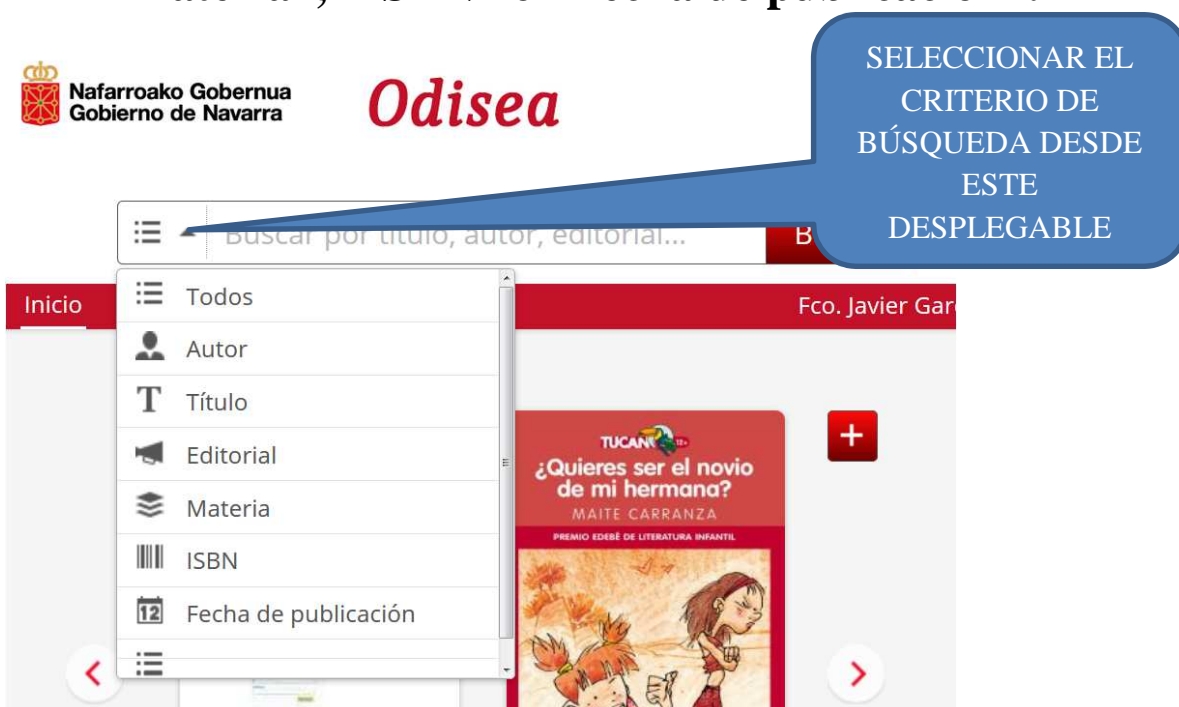 SELECCIONAR EL
CRITERIO DE
BÚSQUEDA DESDE
ESTE
DESPLEGABLE
Nafarroako Gobernua
Gobierno de Navarra
Odisea
Buscar por título, autor, editorial...
B
Inicio
Fco. Javier Gar
Todos
Autor
Título
Editorial
Materia
ISBN
12 Fecha de publicación
TUCAN
¿Quieres ser el novio
de mi hermana?
MAITE CARRANZA
PREMIO EDEBÉ DE LITERATURA INFANTIL